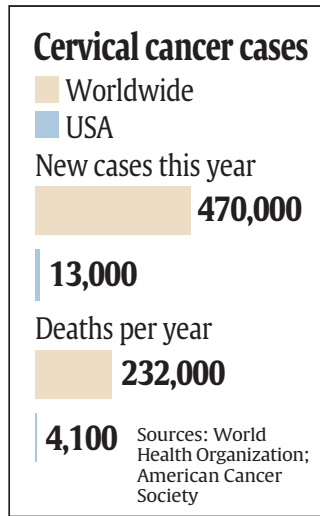 Cervical cancer cases
Worldwide
USA
New cases this year
470,000
13,000
Deaths per year
232,000
4,100
Sources: World
Health Organization;
American Cancer
Society